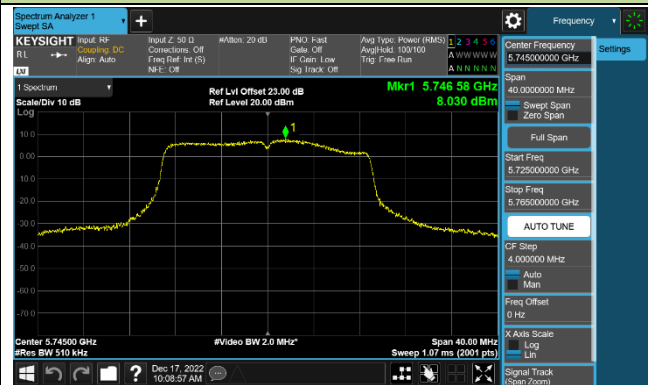 Spectrum Analyzer 1
Swept SA
Frequency
KEYSIGHT
RL
LXI
Input: RF
Coupling: DC
Align: Auto
Input Z: 50 Ω
Corrections: Off
Freq Ref: Int (S)
NFE: Off
#Atten: 20 dB
PNO: Fast
Gate: Off
IF Gain: Low
Sig Track: Off
Avg Type: Power (RMS)
Avg|Hold: 100/100
Trig: Free Run
1 2 3 4 5 6
A W W W W W
A N N N N N
1 Spectrum
Scale/Div 10 dB
Log
Ref Lvl Offset 23.00 dB
Ref Level 20.00 dBm
Mkr1 5.746 58 GHz
8.030 dBm
1
10.0
0.00
-10.0
-20.0
-30.0
-40.0
-50.0
-60.0
-70.0
Center 5.74500 GHz
#Res BW 510 kHz
#Video BW 2.0 MHz*
Span 40.00 MHz
Sweep 1.07 ms (2001 pts)
Dec 17, 2022
10:08:57 AM
Center Frequency
5.745000000 GHz
Span
40.0000000 MHz
Swept Span
Zero Span
Full Span
Start Freq
5.725000000 GHz
Stop Freq
5.765000000 GHz
AUTO TUNE
CF Step
4.000000 MHz
Auto
Man
Freq Offset
0 Hz
X Axis Scale
Log
Lin
Signal Track
(Span Zoom)
Settings